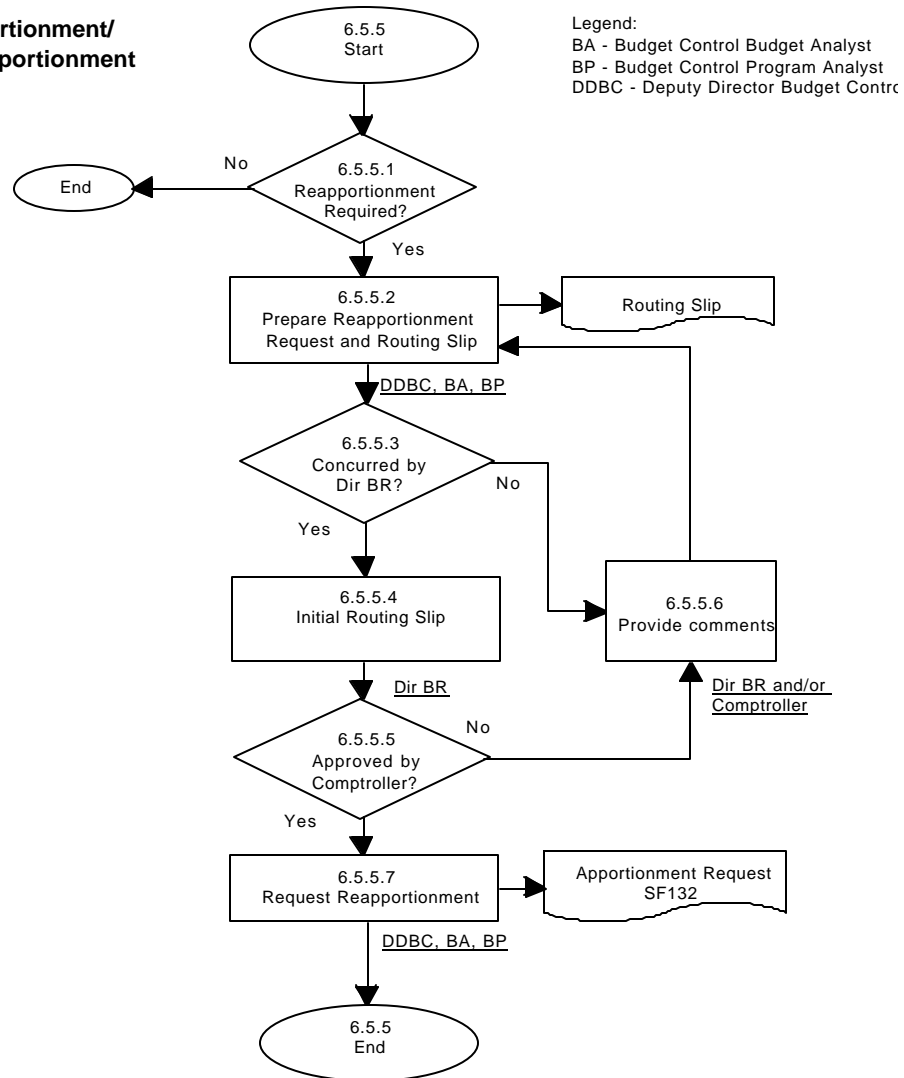 6.5.5
Start
Legend:
BA - Budget Control Budget Analyst
BP - Budget Control Program Analyst
DDBC - Deputy Director Budget
No
6.5.5.1
Reapportionment
Required?
End
Yes
6.5.5.2
Prepare Reapportionment
Request and Routing Slip
Routing Slip
DDBC, BA, BP
6.5.5.3
Concurred by
Dir BR?
No
Yes
6.5.5.4
Initial Routing Slip
6.5.5.6
Provide comments
Dir BR
Dir BR and/or
Comptroller
No
6.5.5.5
Approved by
Comptroller?
Yes
6.5.5.7
Request Reapportionment
Apportionment Request
SF132
DDBC, BA, BP
6.5.5
End